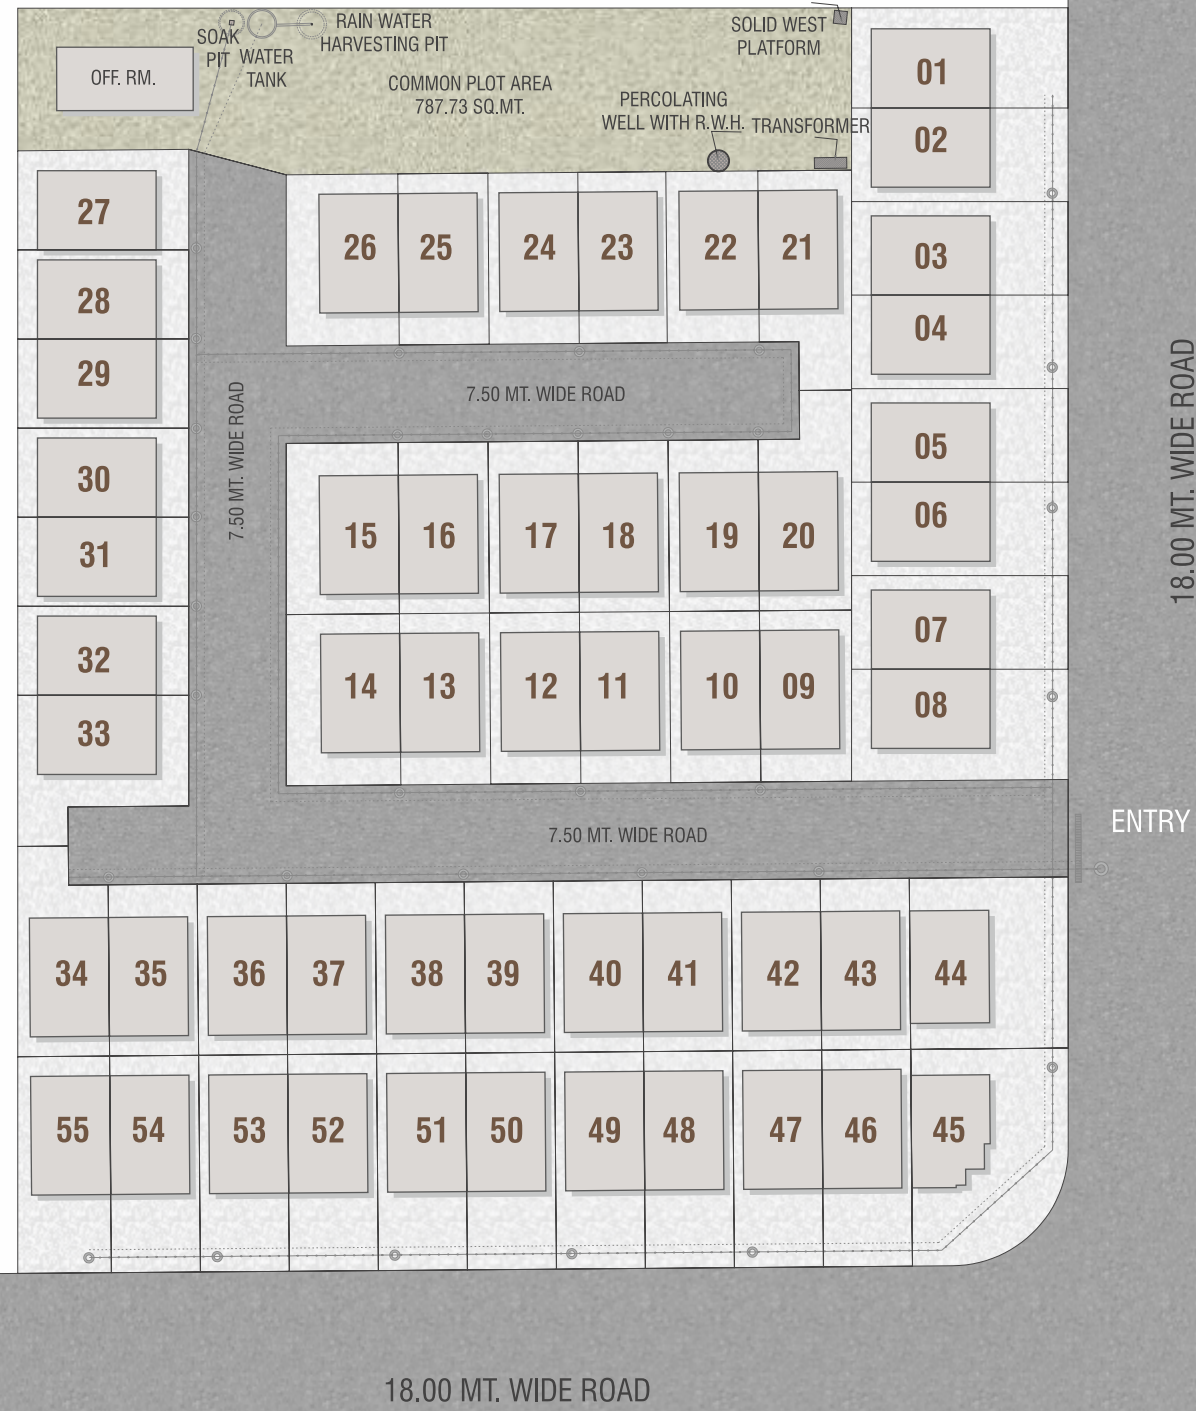 SOAK
PIT
WATER
TANK
RAIN WATER
HARVESTING PIT
SOLID WEST
PLATFORM
OFF. RM.
COMMON PLOT AREA
787.73 SQ.MT.
PERCOLATING
WELL WITH R.W.H.
TRANSFORMER
01
02
27
26 25 24 23 22 21
03
28
04
29
7.50 MT. WIDE ROAD
7.50 MT. WIDE ROAD
18.00 MT. WIDE ROAD
05
30
06
15 16 17 18 19 20
31
07
32
14 13 12 11 10 09
08
33
ENTRY
7.50 MT. WIDE ROAD
34 35 36 37 38 39 40 41 42 43 44
55 54 53 52 51 50 49 48 47 46 45
18.00 MT. WIDE ROAD